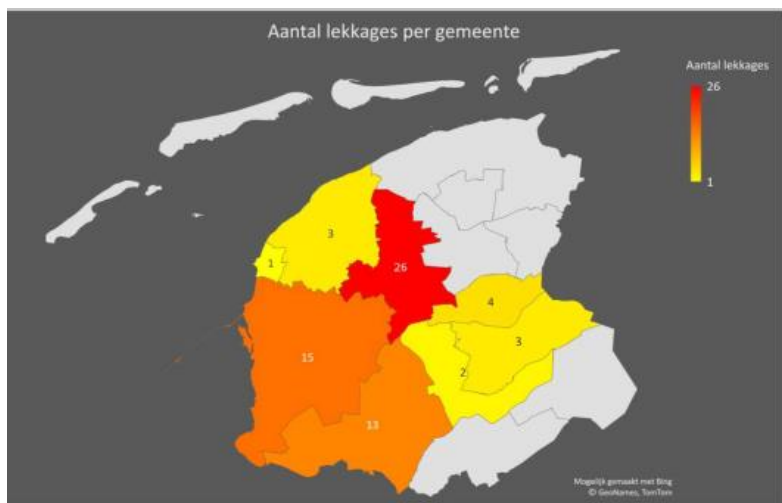 Aantal lekkages per gemeente
Aantal lekkages
26
1
3
1
26
4
3
15
2
13
Mogelijk gemaakt met Bing
© GeoNames, TomTom